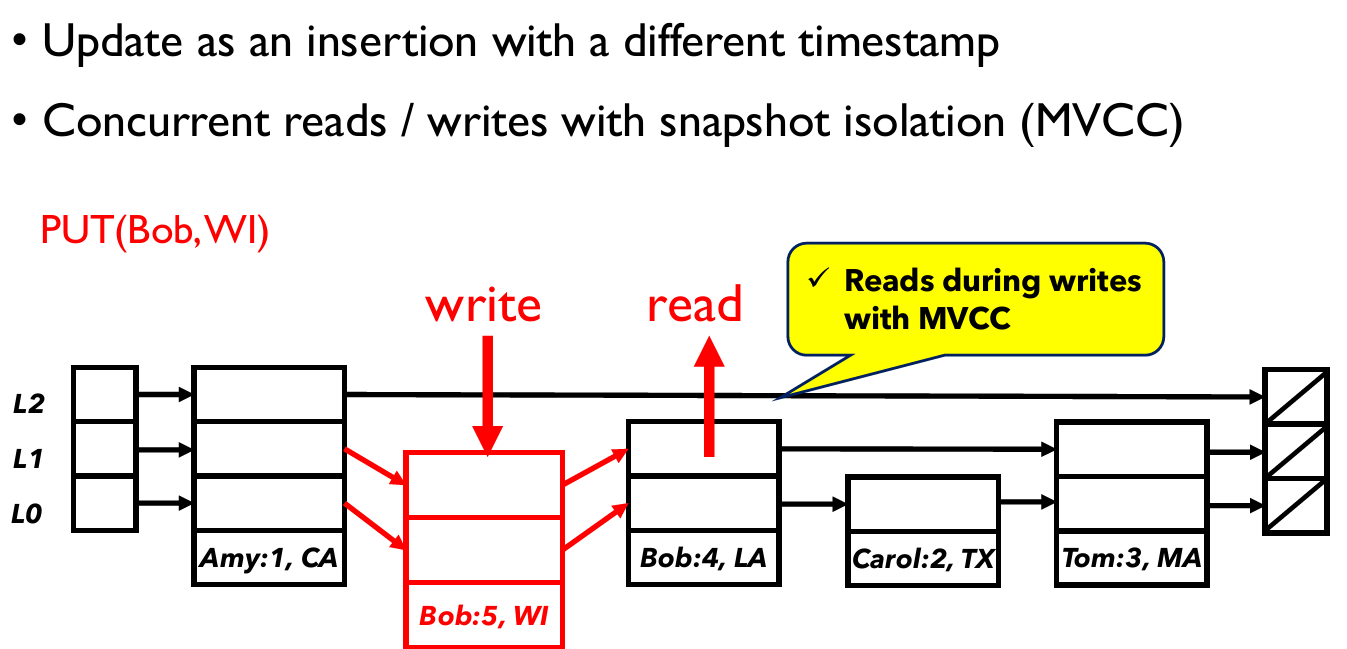 • Update as an insertion with a different timestamp
• Concurrent reads / writes with snapshot isolation (MVCC)
PUT(Bob, WI)
✓ Reads during writes
with MVCC
write
read
L2
L1
L0
Amy:1, CA
Bob:5, WI
Bob:4, LA
Carol:2, TX
Tom:3, MA